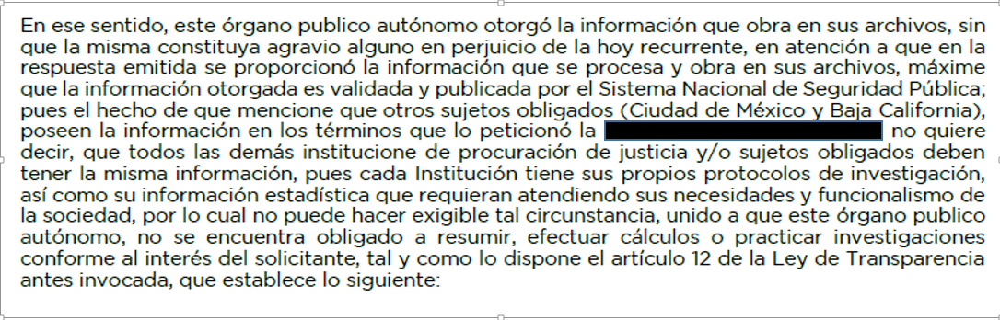 En ese sentido, este órgano publico autónomo otorgó la información que obra en sus archivos, sin
que la misma constituya agravio alguno en perjuicio de la hoy recurrente, en atención a que en la
respuesta emitida se proporcionó la información que se procesa y obra en sus archivos, máxime
que la información otorgada es validada y publicada por el Sistema Nacional de Seguridad Pública;
pues el hecho de que mencione que otros sujetos obligados (Ciudad de México y Baja California),
poseen la información en los términos que lo peticionó la no quiere
decir, que todos las demás institucione de procuración de justicia y/o sujetos obligados deben
tener la misma información, pues cada Institución tiene sus propios protocolos de investigación,
así como su información estadística que requieran atendiendo sus necesidades y funcionalismo de
la sociedad, por lo cual no puede hacer exigible tal circunstancia, unido a que este órgano publico
autónomo, no se encuentra obligado a resumir, efectuar cálculos o practicar investigaciones
conforme al interés del solicitante, tal y como lo dispone el artículo 12 de la Ley de Transparencia
antes invocada, que establece lo siguiente: